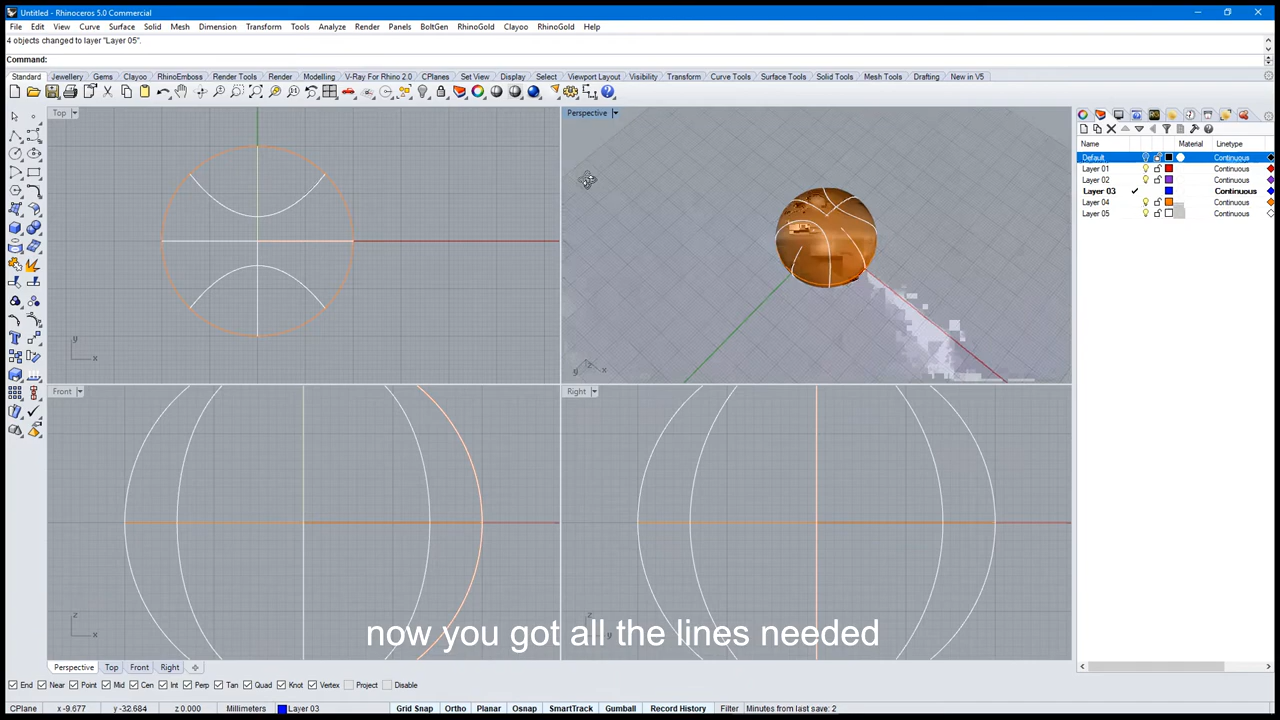 Untitled - Rhinoceros 5.0 Commercial
File Edit View Curve Surface Solid Mesh Dimension Transform Tools Analyze Render Panels BoltGen RhinoGold Clayoo RhinoGold Help
4 objects changed to layer "Layer 05".
Command:
Standard Jewellery Gems Clayoo RhinoEmboss Render Tools Render Modelling V-Ray For Rhino 2.0 CPlanes Set View Display Select Viewport Layout Visibility Transform Curve Tools Surface Tools Solid Tools Mesh Tools Drafting New in V5
Top
Perspective
Name Material Linetype
Default Continuous
Layer 01 Continuous
Layer 02 Continuous
Layer 03 Continuous
Layer 04 Continuous
Layer 05 Continuous
y
x
y z x
Front
Right
z
x
z
y
now you got all the lines needed
Perspective Top Front Right
End Near Point Mid Cen Int Perp Tan Quad Knot Vertex Project Disable
CPlane x -9.677 y -32.684 z 0.000 Millimeters Layer 03 Grid Snap Ortho Planar Osnap SmartTrack Gumball Record History Filter Minutes from last save: 2